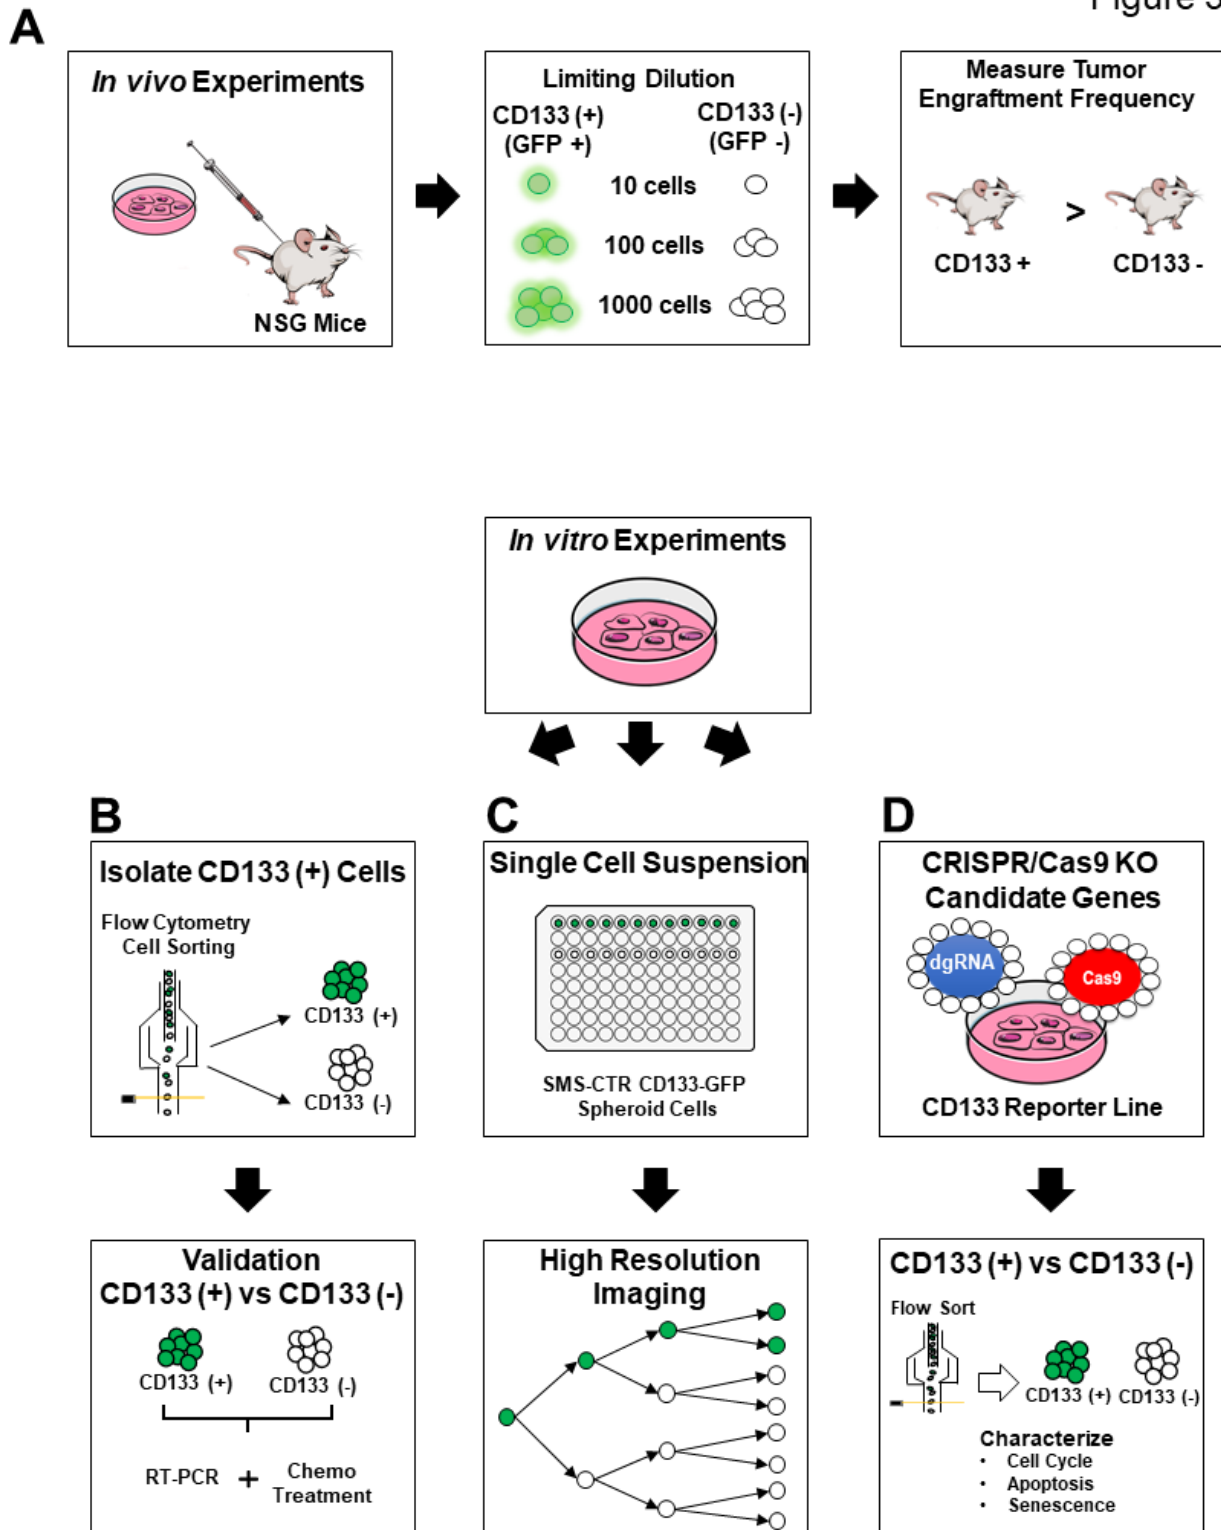 Figure 3
A
In vivo Experiments
NSG Mice
Limiting Dilution
CD133 (+) CD133 (-)
(GFP +) (GFP -)
10 cells
100 cells
1000 cells
Measure Tumor
Engraftment Frequency
>
CD133 + CD133 -
In vitro Experiments
B
Isolate CD133 (+) Cells
Flow Cytometry
Cell Sorting
CD133 (+)
CD133 (-)
Validation
CD133 (+) vs CD133 (-)
CD133 (+) CD133 (-)
RT-PCR + Chemo
Treatment
C
Single Cell Suspension
SMS-CTR CD133-GFP
Spheroid Cells
High Resolution
Imaging
D
CRISPR/Cas9 KO
Candidate Genes
dgRNA
Cas9
CD133 Reporter Line
CD133 (+) vs CD133 (-)
Flow Sort
CD133 (+) CD133 (-)
Characterize
• Cell Cycle
• Apoptosis
• Senescence